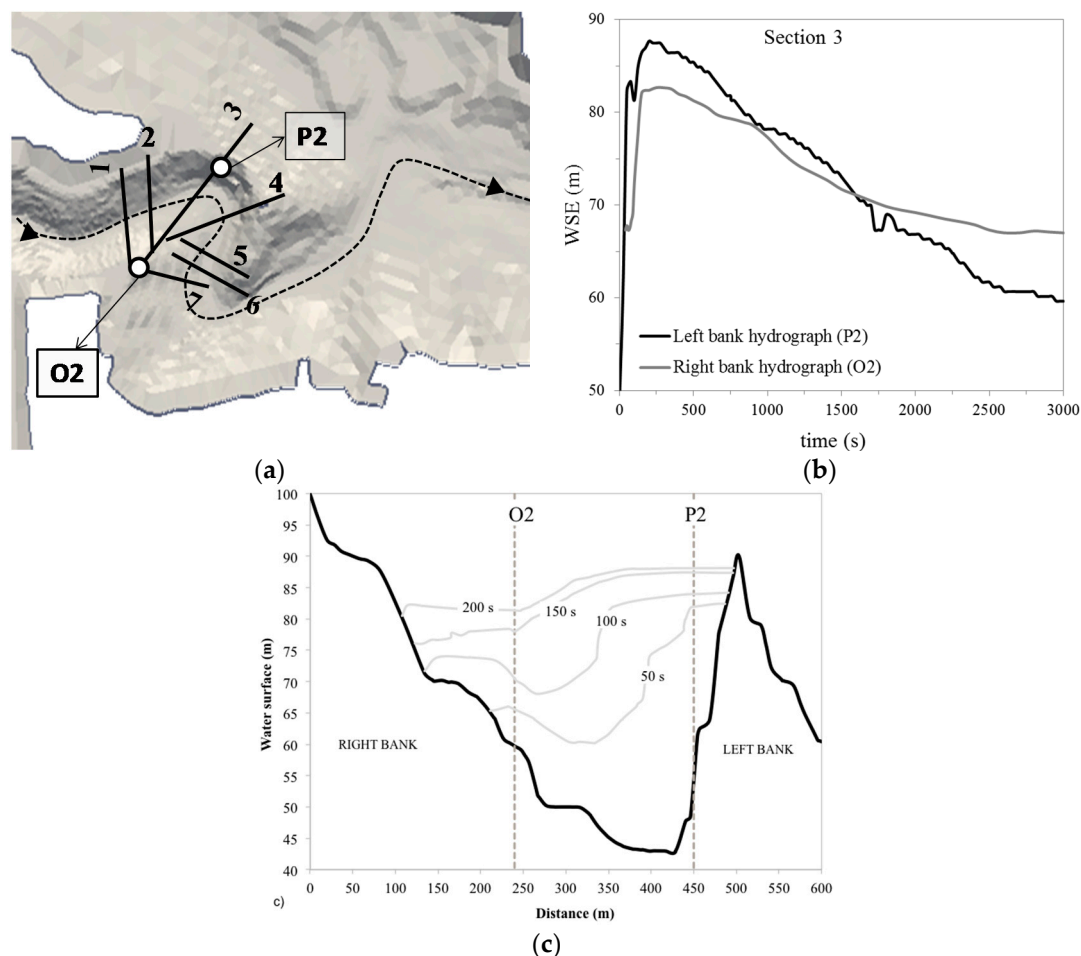 1
2
3
P2
4
5
6
7
O2
(a)
90
80
70
60
50
WSE (m)
Section 3
Left bank hydrograph (P2)
Right bank hydrograph (O2)
0 500 1000 1500 2000 2500 3000
time (s)
(b)
100
95
90
85
80
75
70
65
60
55
50
45
40
Water surface (m)
O2 P2
200 s
150 s
100 s
50 s
RIGHT BANK
LEFT BANK
0 50 100 150 200 250 300 350 400 450 500 550 600
c)
Distance (m)
(c)